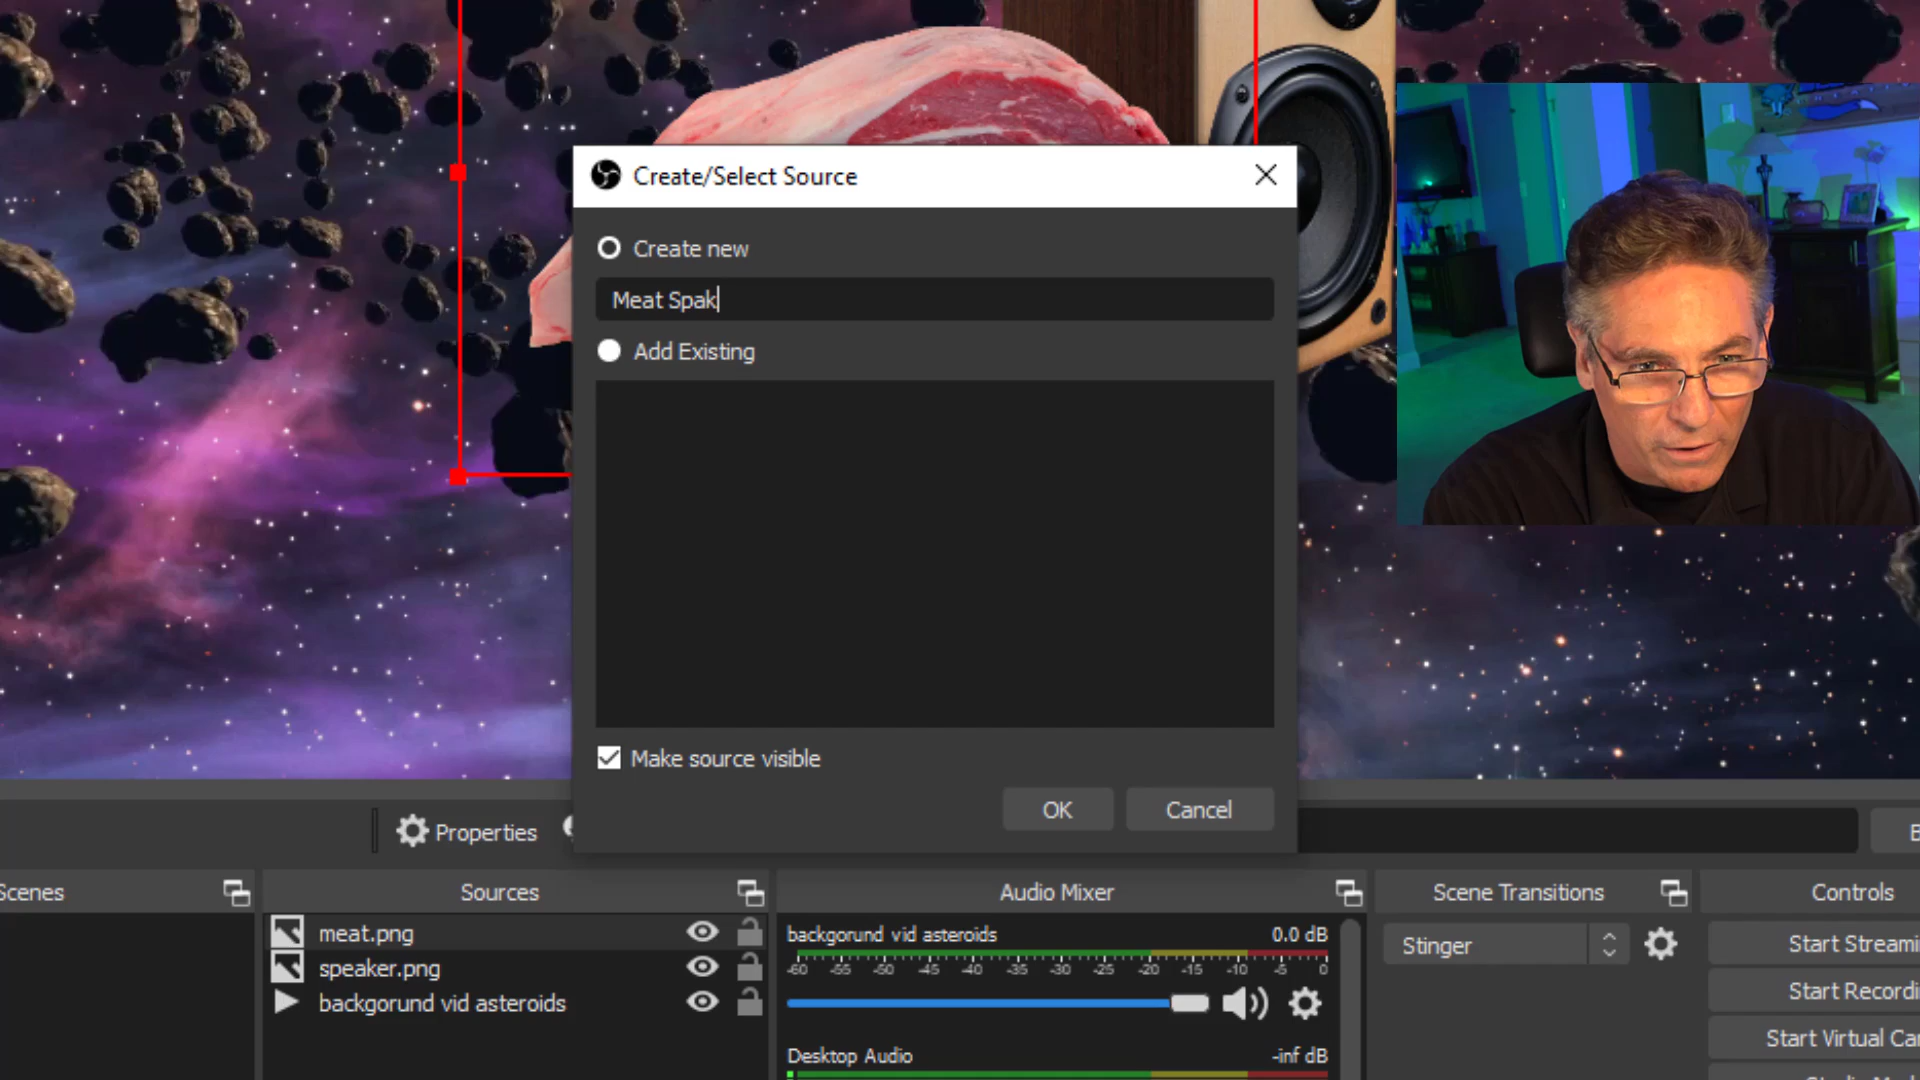 Create/Select Source
Create new
Meat Spak
Add Existing
Make source visible
OK
Cancel
Properties
Scenes
Sources
Audio Mixer
Scene Transitions
Controls
meat.png
speaker.png
backgorund vid asteroids
backgorund vid asteroids 0.0 dB
-60 -55 -50 -45 -40 -35 -30 -25 -20 -15 -10 -5 0
Desktop Audio -inf dB
Stinger
Start Streami
Start Recordi
Start Virtual Ca